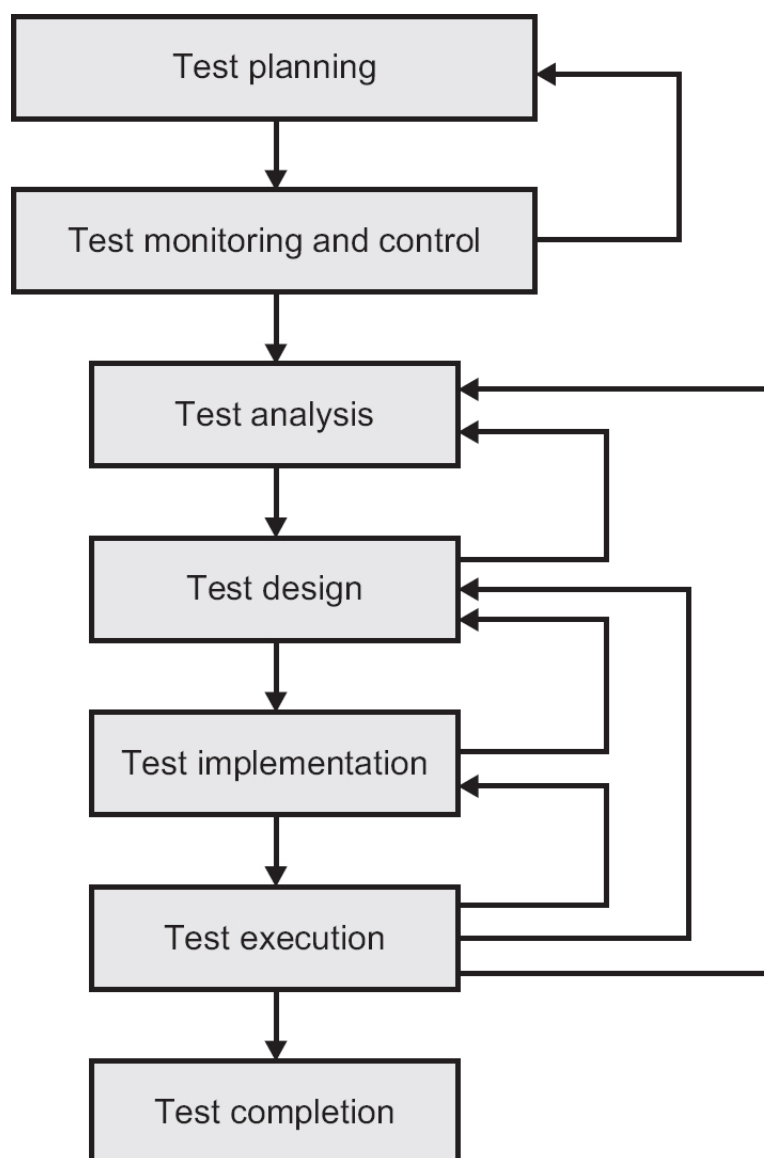 Test planning
Test monitoring and control
Test analysis
Test design
Test implementation
Test execution
Test completion